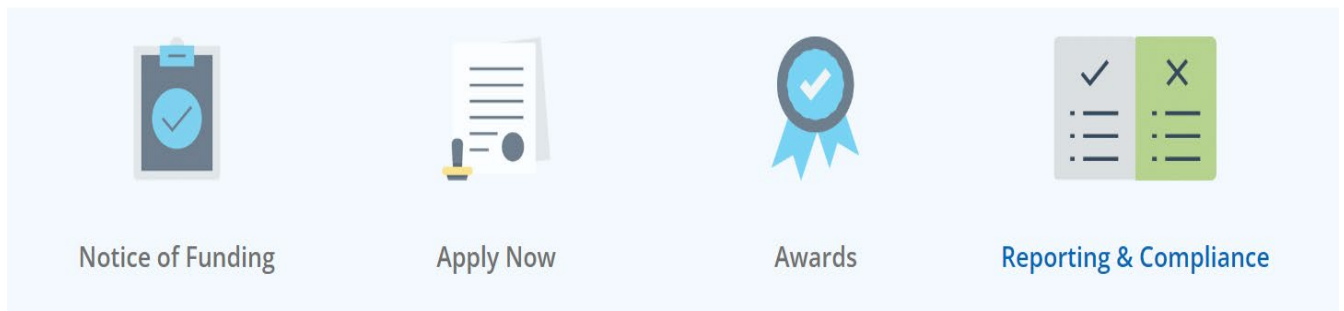 Notice of Funding
Apply Now
Awards
Reporting & Compliance